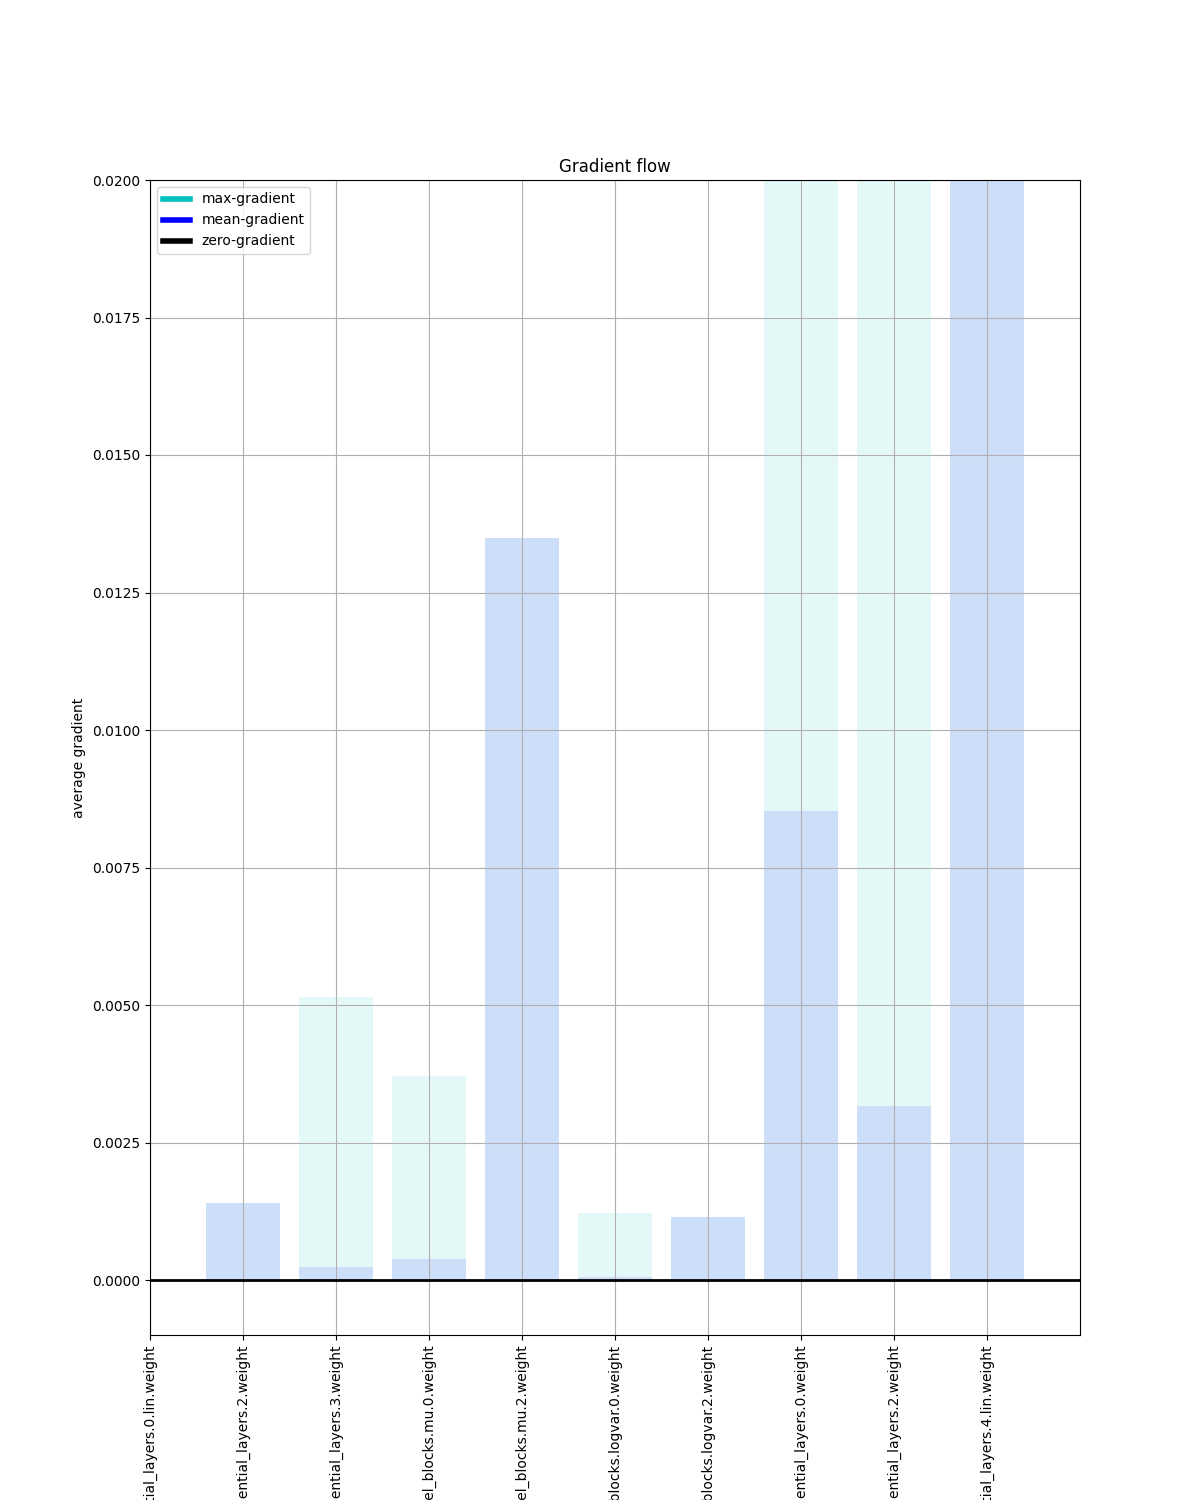 Gradient flow
max-gradient
mean-gradient
zero-gradient
0.0200
0.0175
0.0150
0.0125
0.0100
0.0075
0.0050
0.0025
0.0000
average gradient
tial_layers.0.lin.weight
ential_layers.2.weight
ential_layers.3.weight
el_blocks.mu.0.weight
el_blocks.mu.2.weight
blocks.logvar.0.weight
blocks.logvar.2.weight
ential_layers.0.weight
ential_layers.2.weight
tial_layers.4.lin.weight